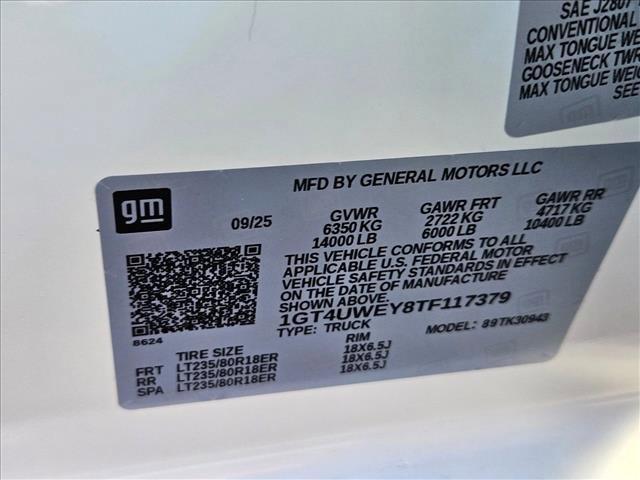 SAE J2807
CONVENTIONAL
MAX TONGUE WE
GOOSENECK TWR
MAX TONGUE WEIG
SEE
MFD BY GENERAL MOTORS LLC
gm
09/25
GVWR
6350 KG
14000 LB
GAWR FRT
2722 KG
6000 LB
GAWR RR
4717 KG
10400 LB
THIS VEHICLE CONFORMS TO ALL
APPLICABLE U.S. FEDERAL MOTOR
VEHICLE SAFETY STANDARDS IN EFFECT
ON THE DATE OF MANUFACTURE
SHOWN ABOVE.
1GT4UWEY8TF117379
TYPE: TRUCK
MODEL: 89TK30943
8624
TIRE SIZE
RIM
FRT LT235/80R18ER 18X6.5J
RR LT235/80R18ER 18X6.5J
SPA LT235/80R18ER 18X6.5J